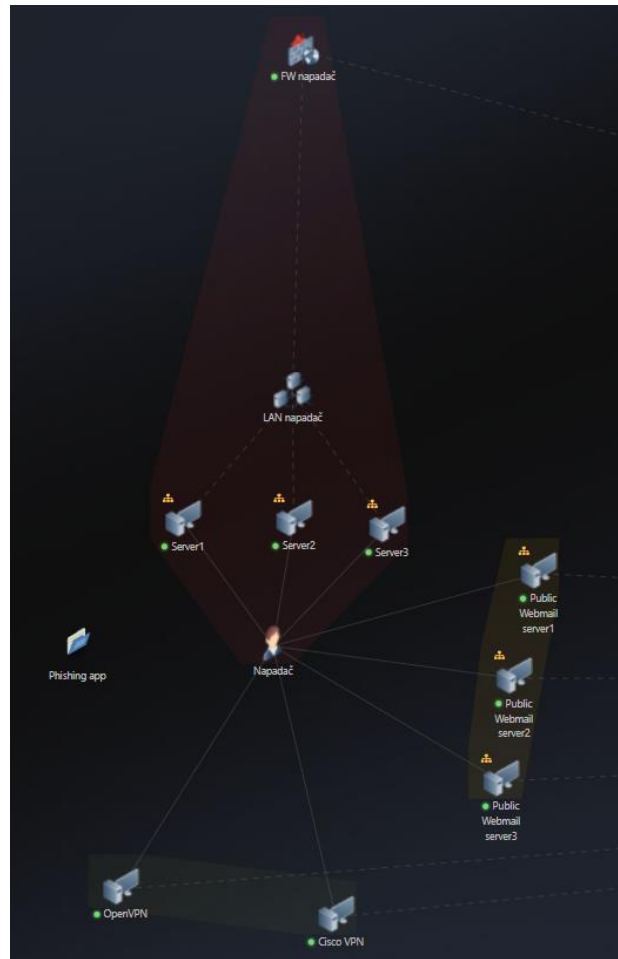 FW napadač
LAN napadač
Server1
Server2
Server3
Public
Webmail
server1
Napadač
Phishing app
Public
Webmail
server2
Public
Webmail
server3
OpenVPN
Cisco VPN